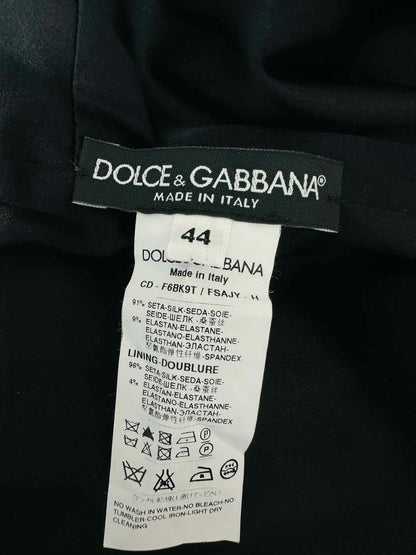 DOLCE & GABBANA®
MADE IN ITALY
44
DOLCE GABBANA
Made in Italy
CD - F6BK9T / FSAJY - H
91% SETA-SILK-SEDA-SOIE-
SEIDE-ШЕЛК -桑蚕丝
9% ELASTAN-ELASTANE-
ELASTANO-ELASTHANNE-
ELASTHAN-ЭЛАСТАН-
聚氨酯弹性纤维-SPANDEX
LINING-DOUBLURE
96% SETA-SILK-SEDA-SOIE-
SEIDE-ШЕЛК -桑蚕丝
4% ELASTAN-ELASTANE-
ELASTANO-ELASTHANNE-
ELASTHAN-ЭЛАСТАН-
聚氨酯弹性纤维-SPANDEX
NO WASH IN WATER-NO BLEACH-NO
TUMBLER-COOL IRON-LIGHT DRY
CLEANING